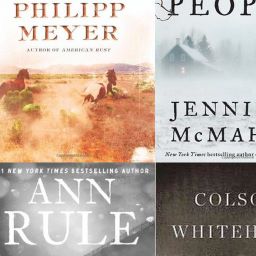 PHILIPP
MEYER
AUTHOR OF AMERICAN RUST
PEOP
JENNI
McMAH
New York Times bestselling author
#1 NEW YORK TIMES BESTSELLING AUTHOR
ANN
RULE
COLSO
WHITEH